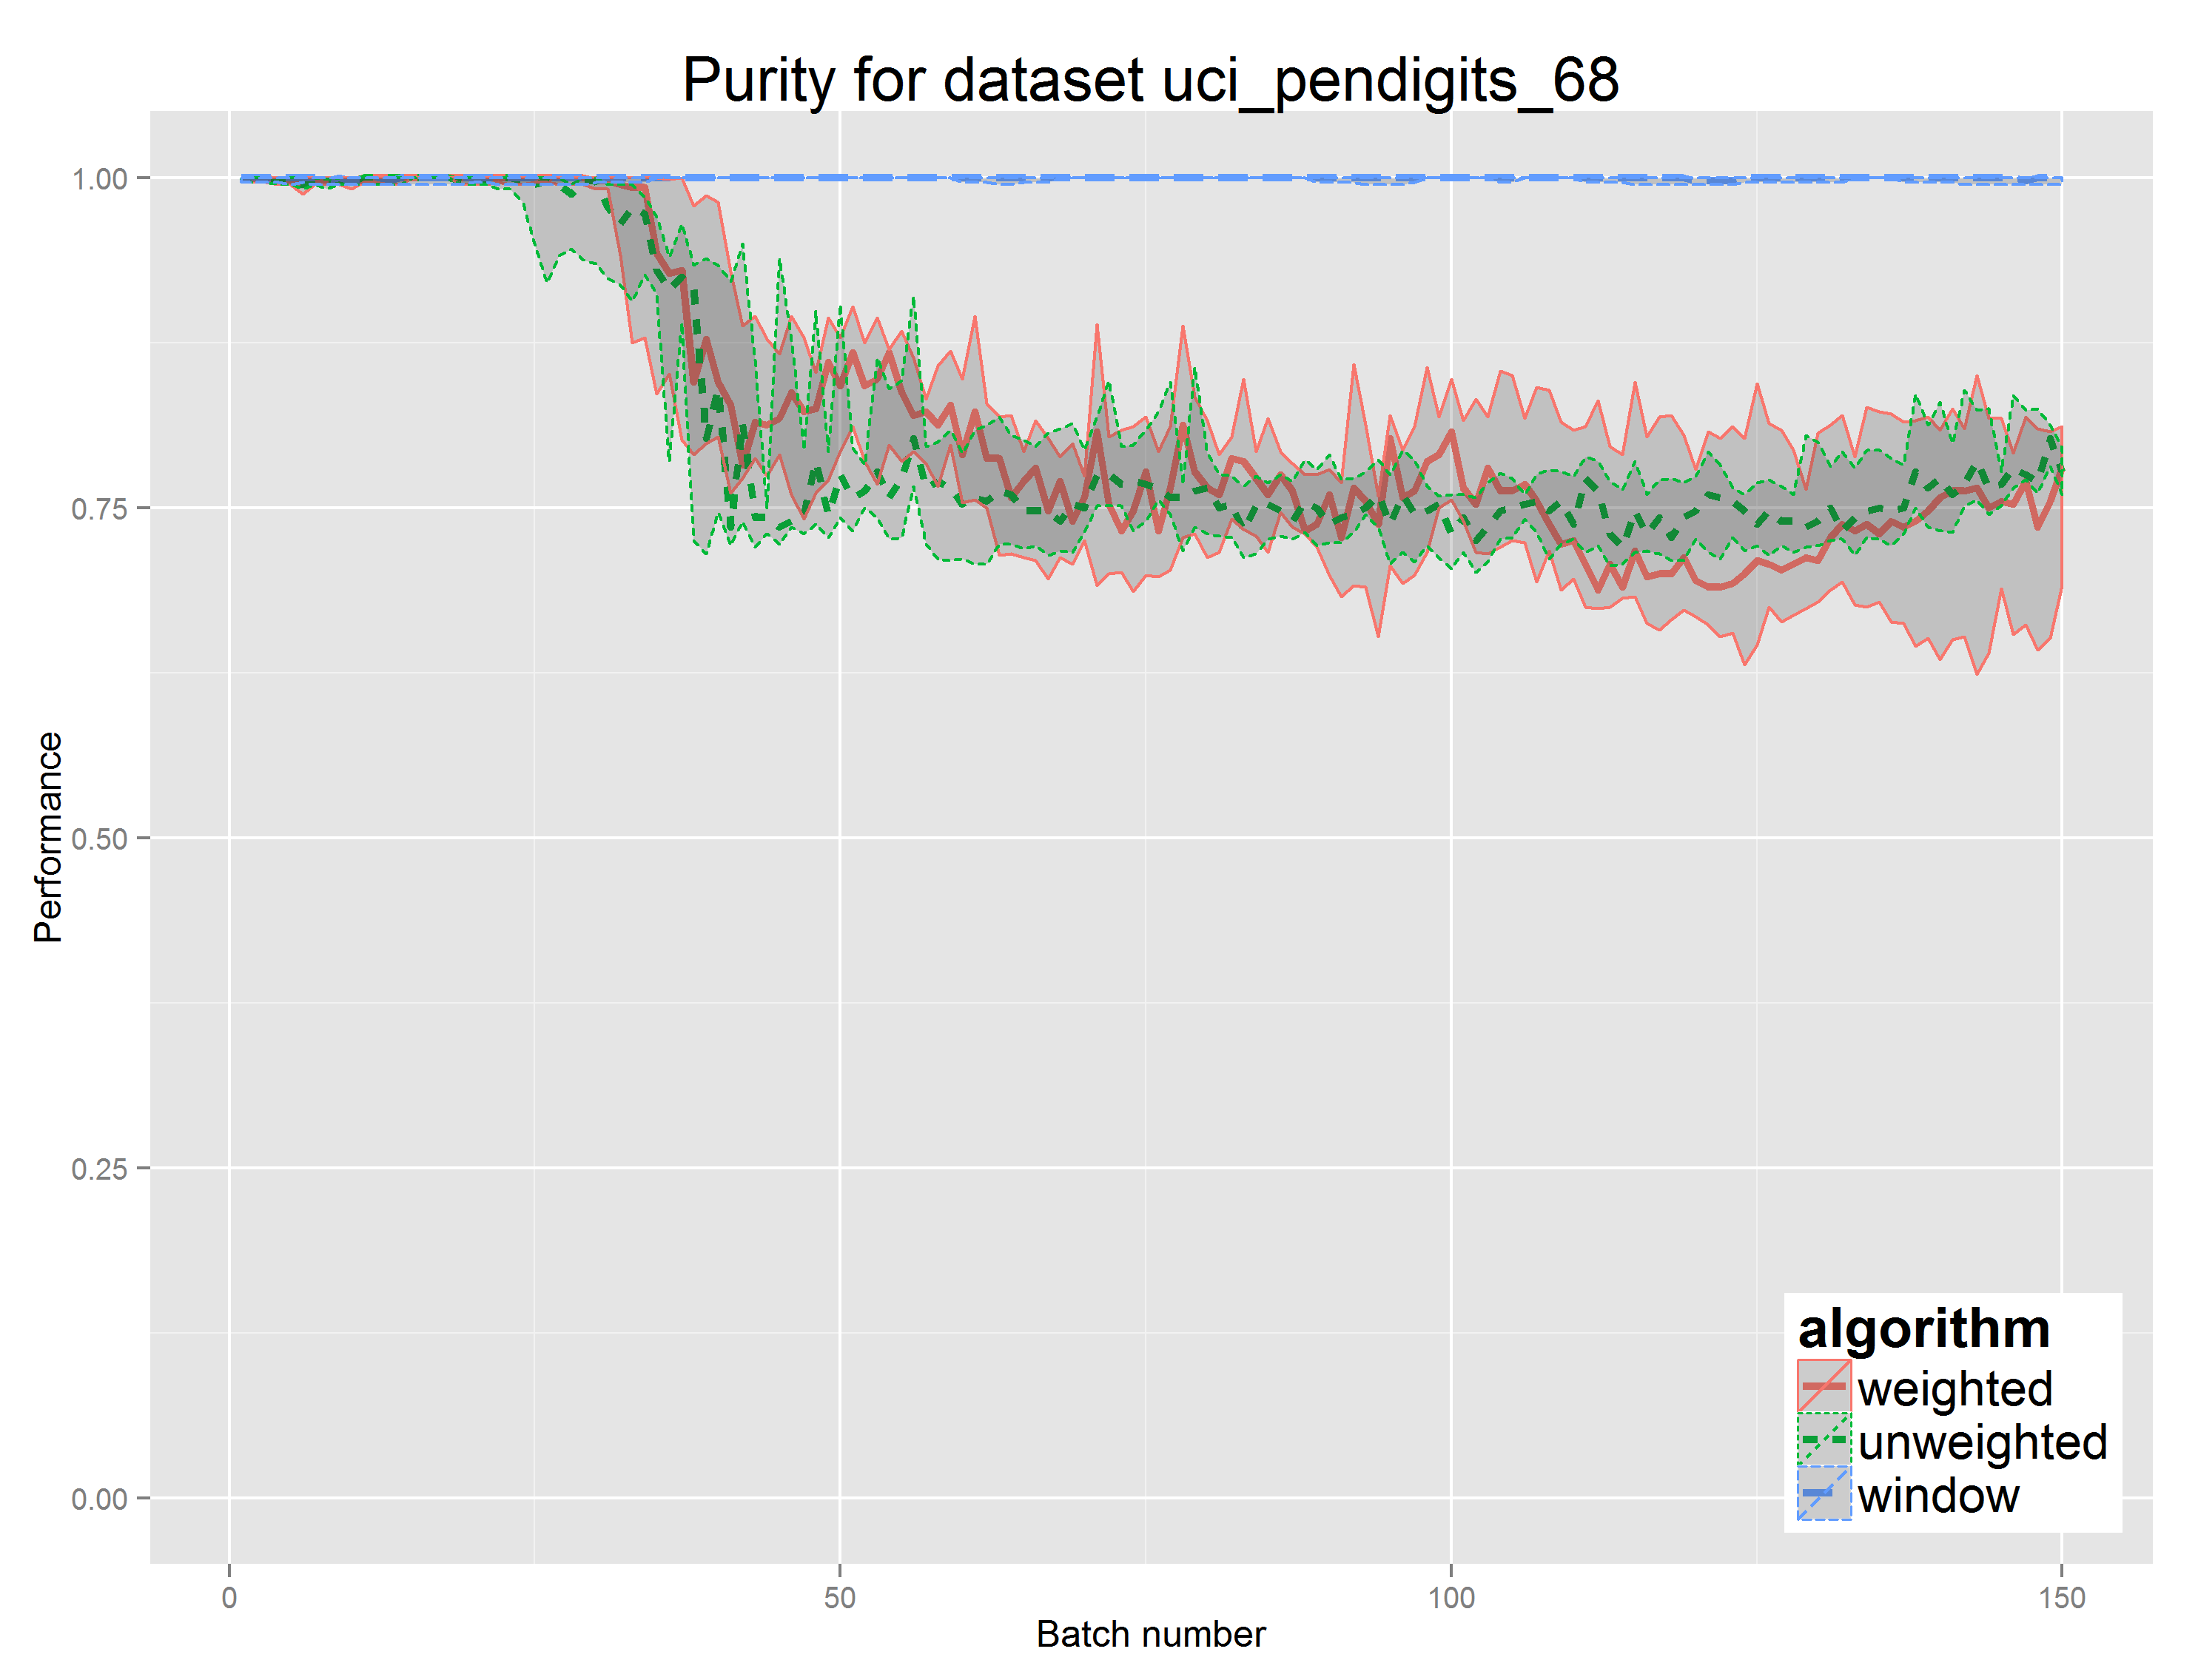 Purity for dataset uci_pendigits_68
1.00
0.75
0.50
0.25
0.00
Performance
0
50
100
150
Batch number
algorithm
weighted
unweighted
window